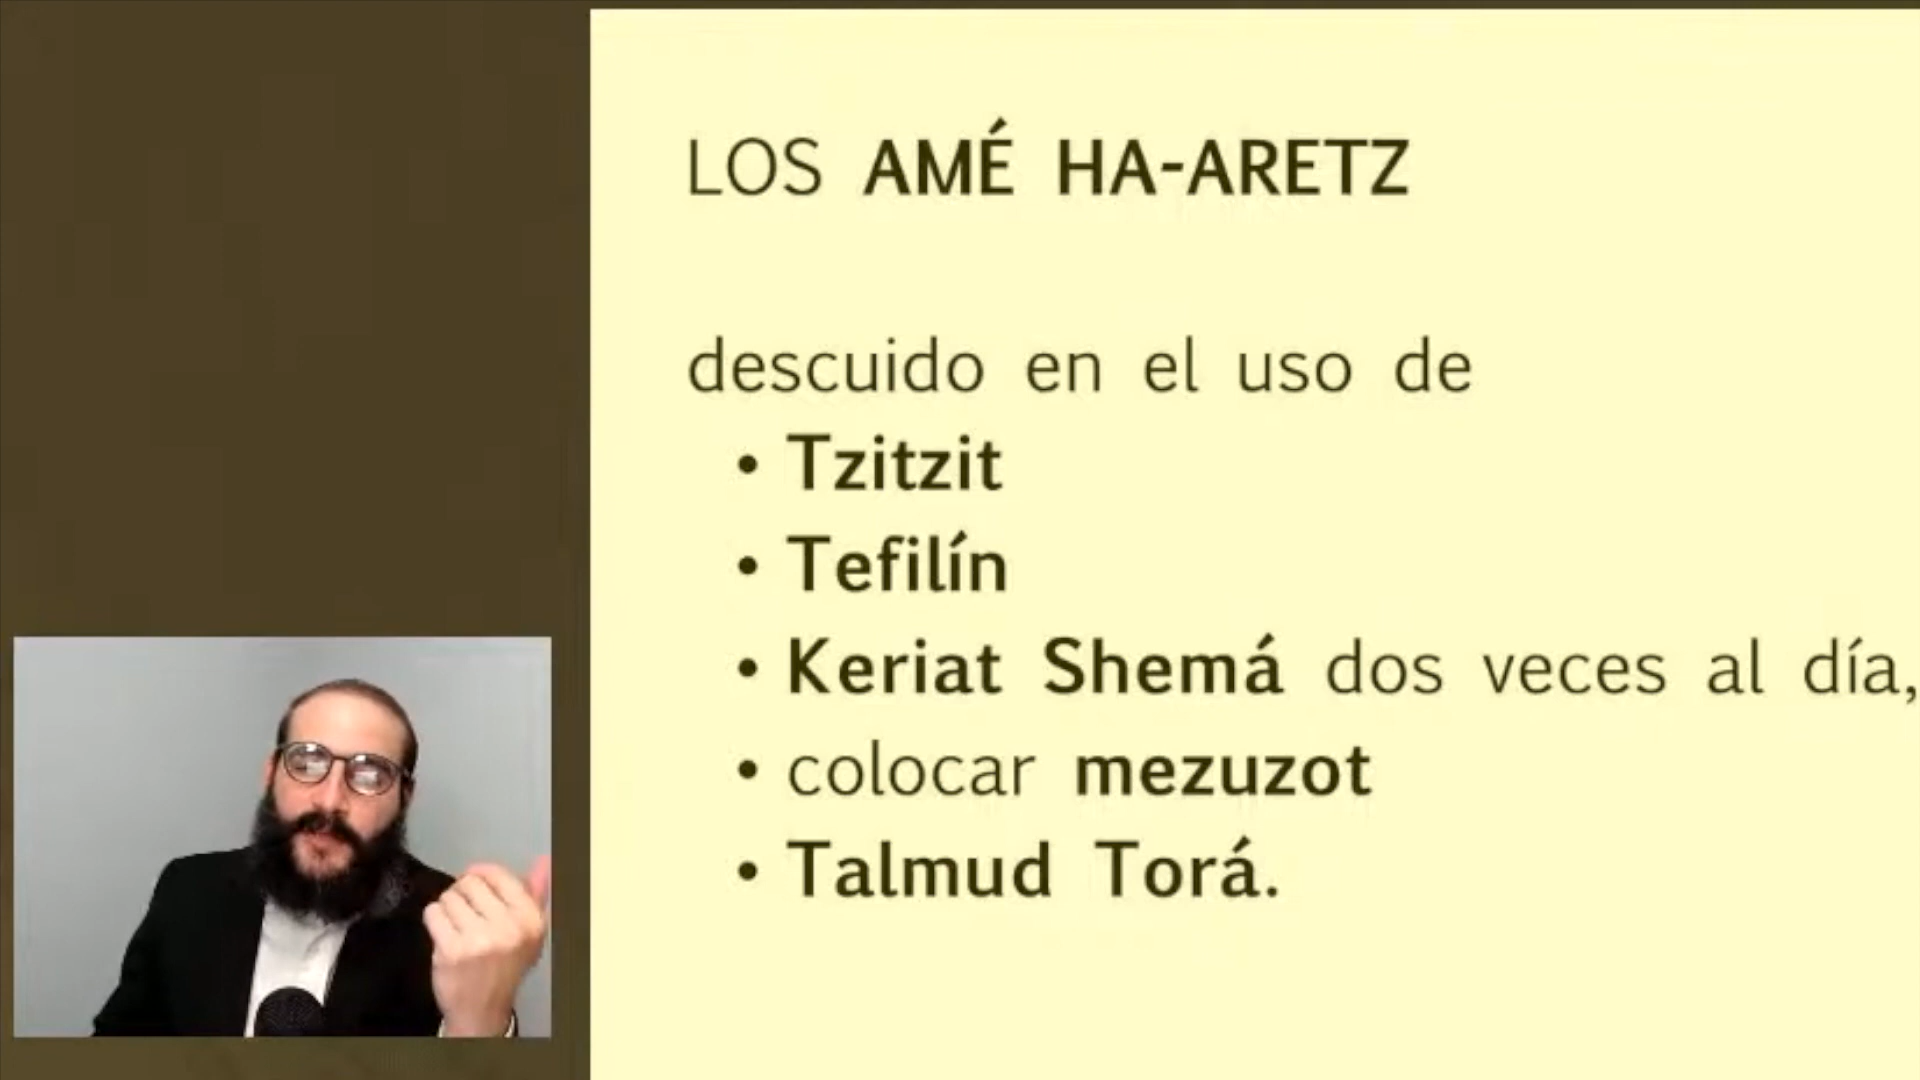 LOS AMÉ HA-ARETZ
descuido en el uso de
• Tzitzit
• Tefilín
• Keriat Shemá dos veces al día,
• colocar mezuzot
• Talmud Torá.